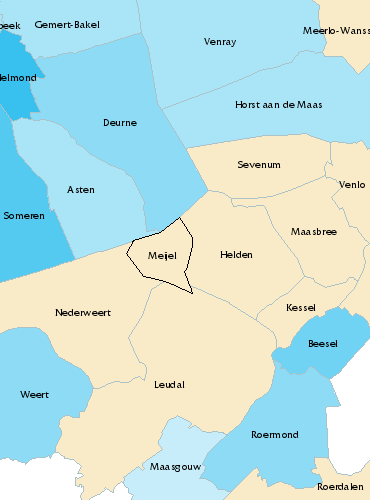 Gemert-Bakel
beek
Meerlo-Wanss
Venray
elmond
Horst aan de Maas
Deurne
Sevenum
Venlo
Asten
Someren
Maasbree
Meijel
Helden
Kessel
Nederweert
Beesel
Leudal
Weert
Roermond
Maasgouw
Roerdalen